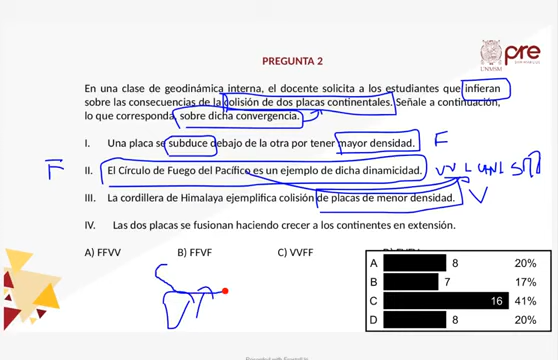 PREGUNTA 2
UNMSM
pre
En una clase de geodinámica interna, el docente solicita a los estudiantes que infieran
sobre las consecuencias de la colisión de dos placas continentales. Señale a continuación,
lo que corresponda sobre dicha convergencia.
I. Una placa se subduce debajo de la otra por tener mayor densidad. F
F II. El Círculo de Fuego del Pacífico es un ejemplo de dicha dinamicidad.
III. La cordillera de Himalaya ejemplifica colisión de placas de menor densidad. V
IV. Las dos placas se fusionan haciendo crecer a los continentes en extensión.
A) FFVV B) FFVF C) VVFF
A 8 20%
B 7 17%
C 16 41%
D 8 20%